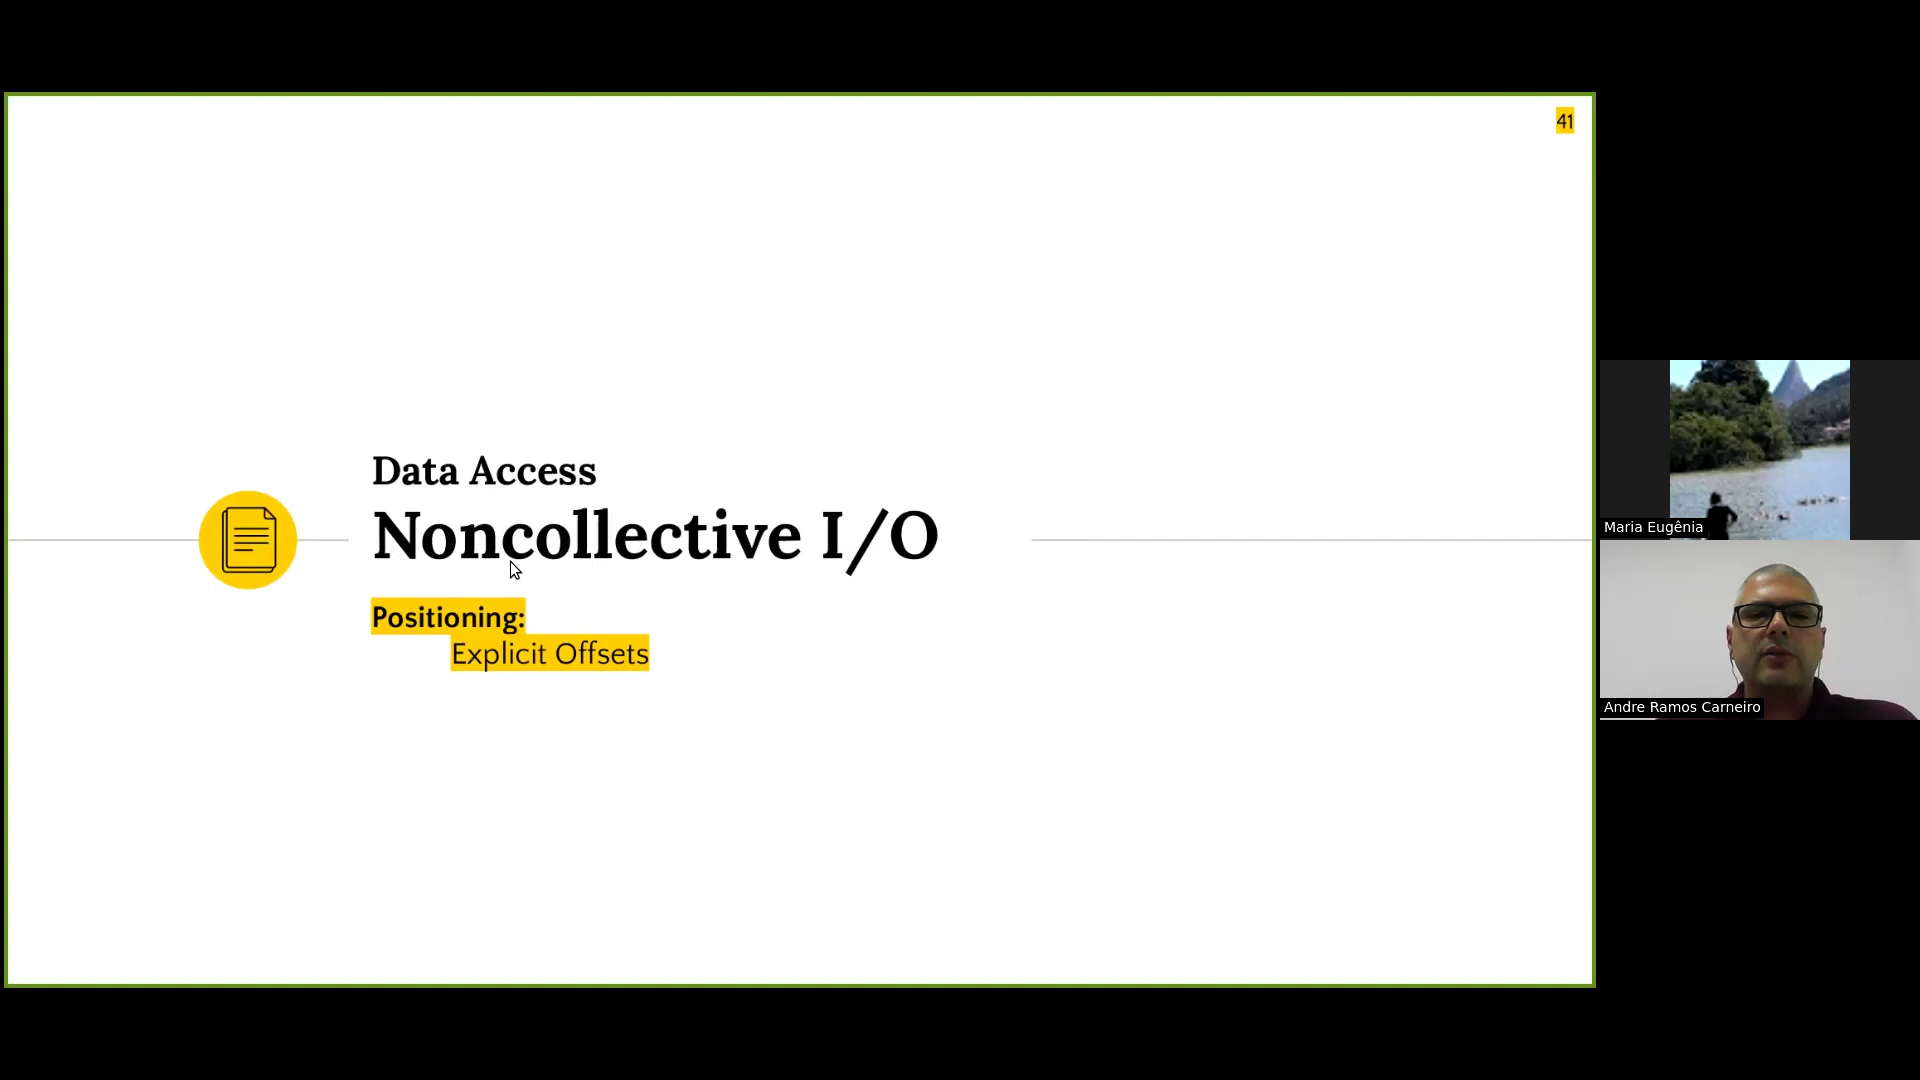 41
Data Access
Noncollective I/O
Positioning:
Explicit Offsets
Maria Eugênia
Andre Ramos Carneiro